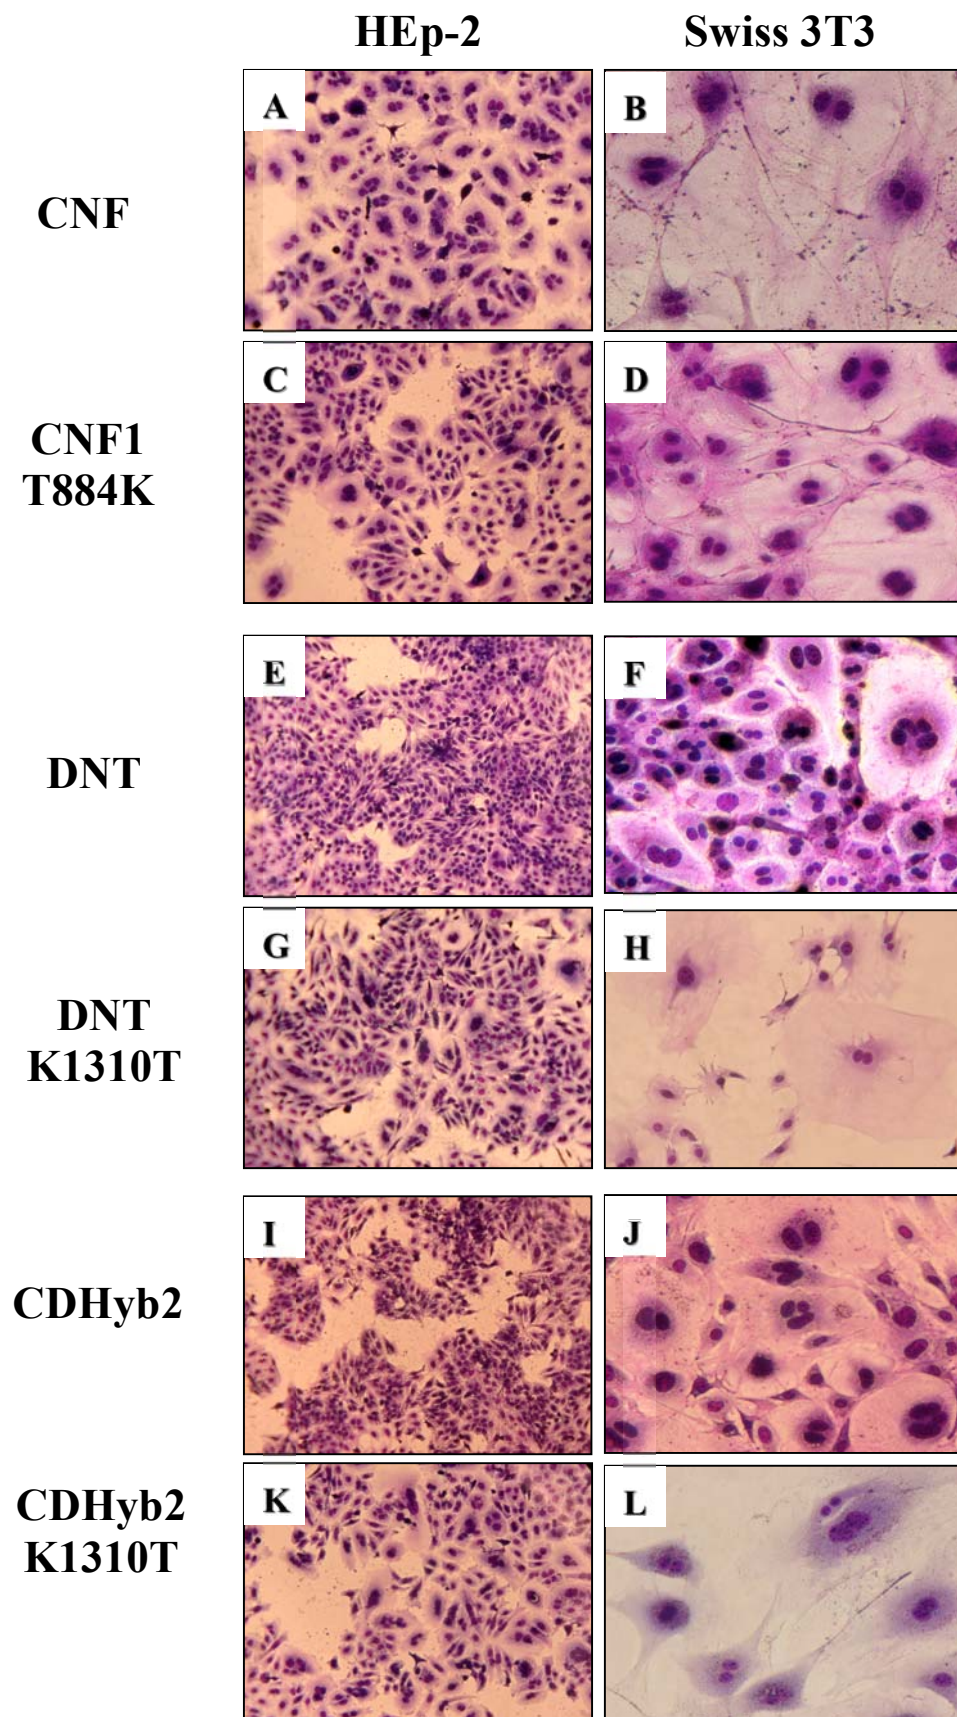 HEp-2 Swiss 3T3
A B
CNF
C D
CNF1
T884K
E F
DNT
G H
DNT
K1310T
I J
CDHyb2
K L
CDHyb2
K1310T